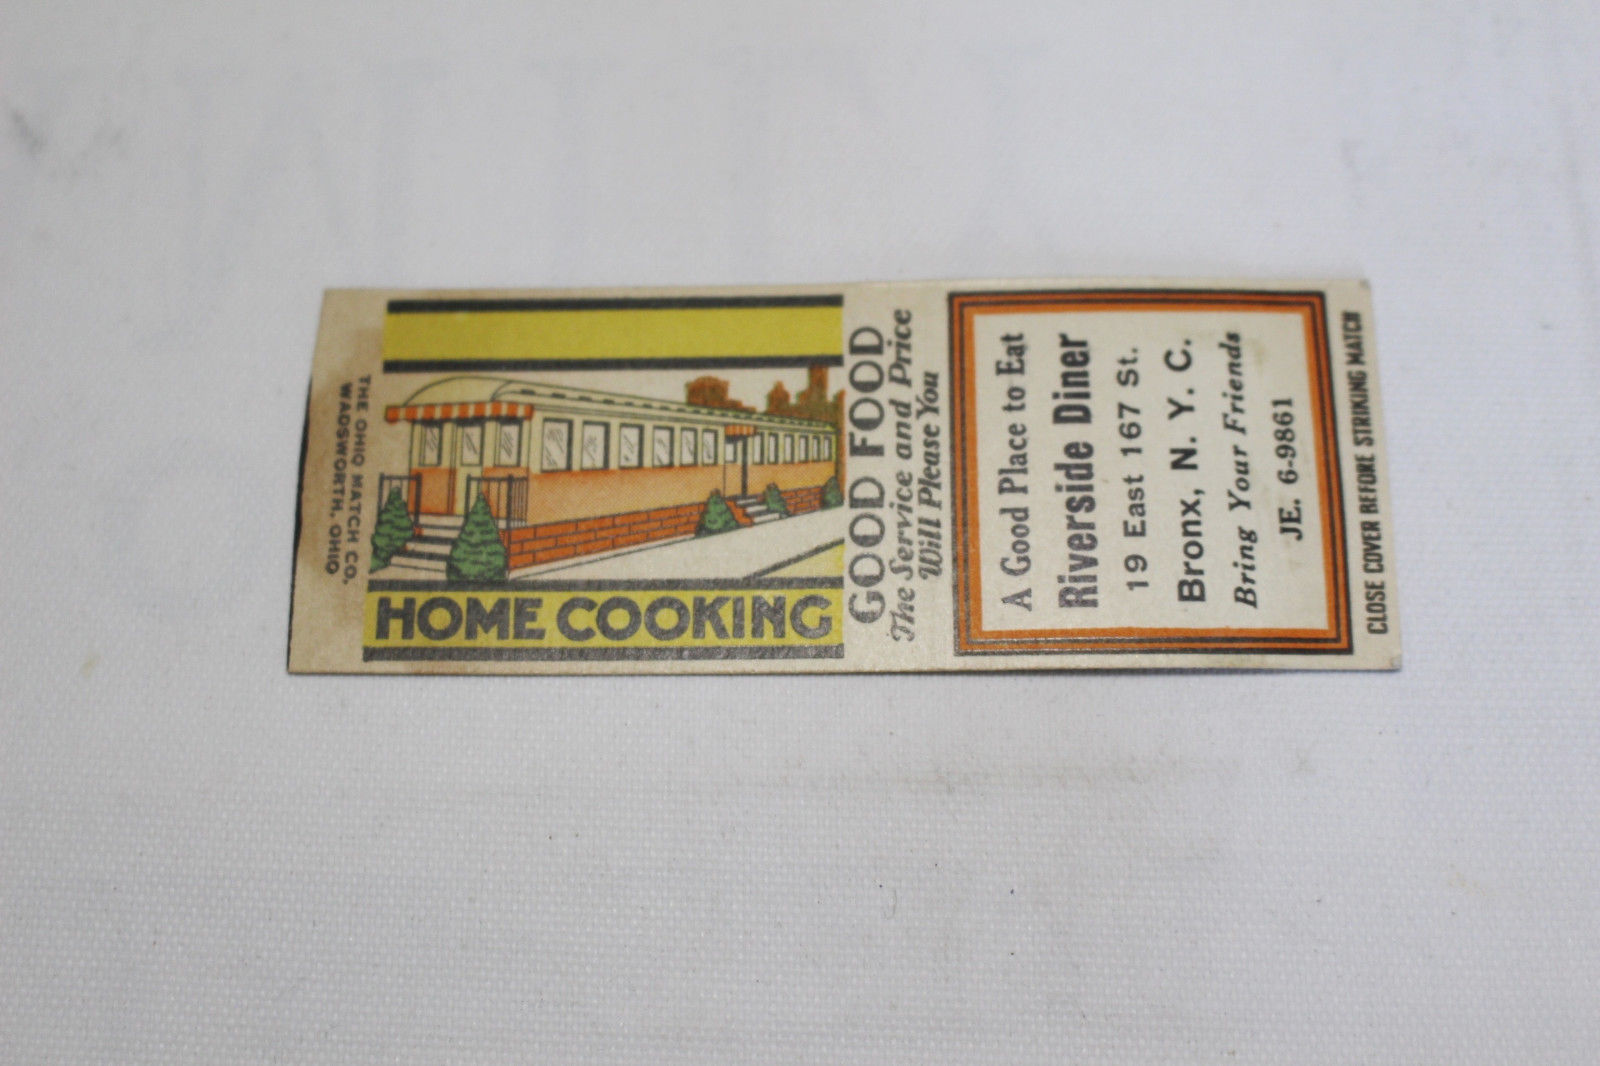 THE OHIO MATCH CO.
WADSWORTH, OHIO
HOME COOKING
GOOD FOOD
The Service and Price
Will Please You
A Good Place to Eat
Riverside Diner
19 East 167 St.
Bronx, N. Y. C.
Bring Your Friends
JE. 6-9861
CLOSE COVER BEFORE STRIKING MATCH